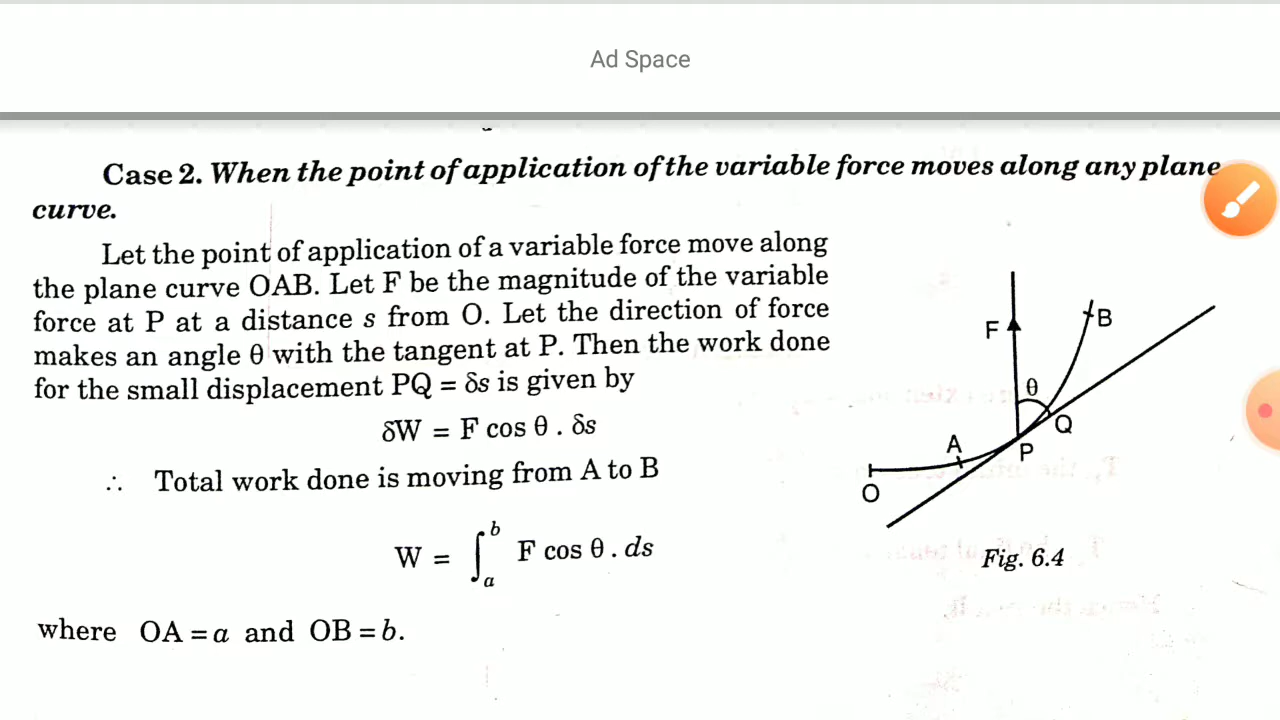 Ad Space
Case 2. When the point of application of the variable force moves along any plane
curve.
Let the point of application of a variable force move along
the plane curve OAB. Let F be the magnitude of the variable
force at P at a distance s from O. Let the direction of force
makes an angle θ with the tangent at P. Then the work done
for the small displacement PQ = δs is given by
δW = F cos θ . δs
∴ Total work done is moving from A to B
W = ∫_a^b F cos θ . ds
where OA = a and OB = b.
F
B
θ
Q
A
P
O
Fig. 6.4